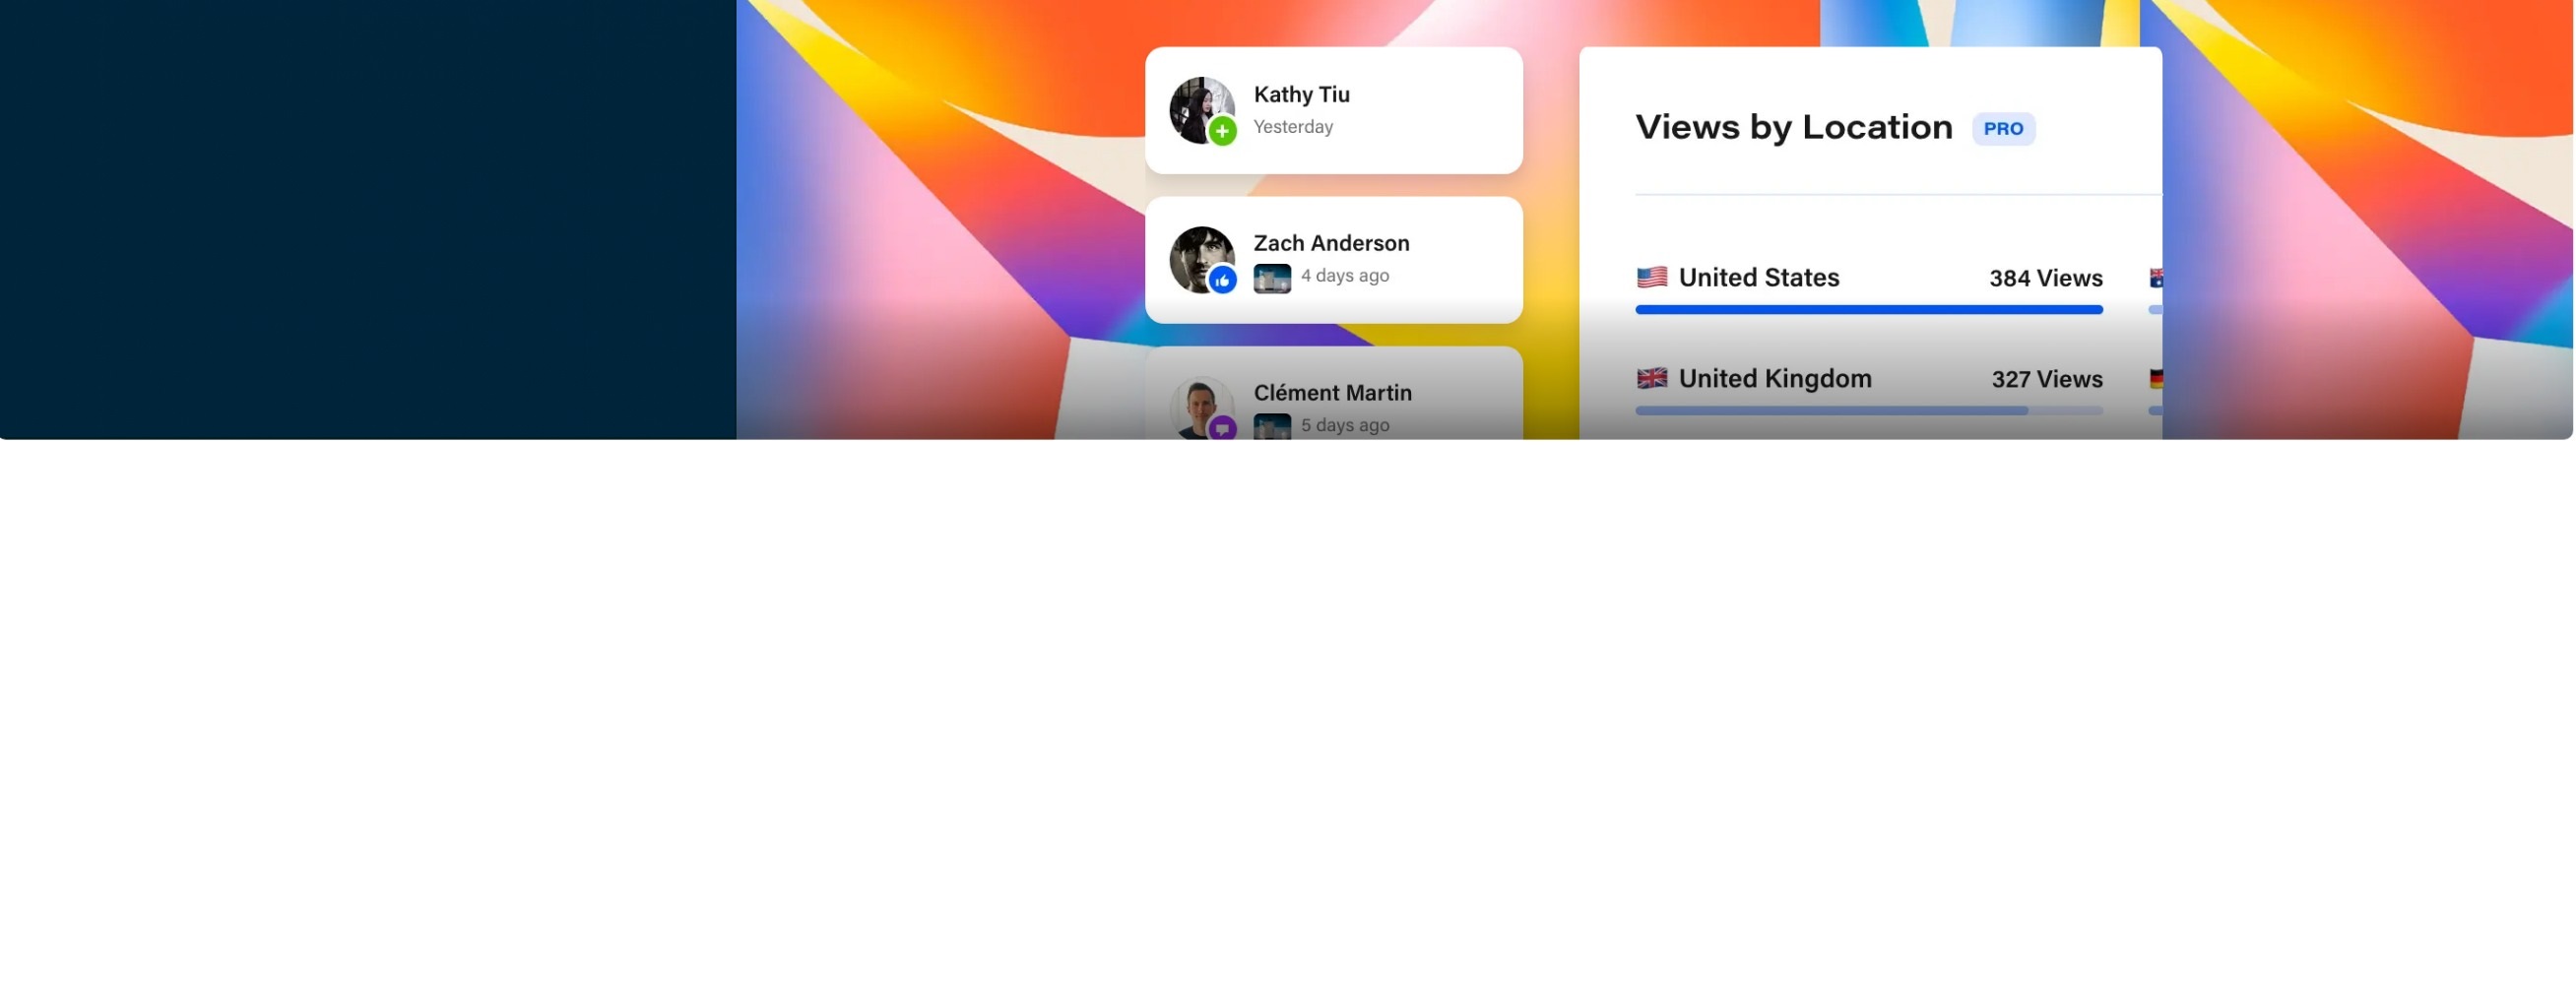 Kathy Tiu
Yesterday
Zach Anderson
4 days ago
Clément Martin
5 days ago
Views by Location PRO
United States 384 Views
United Kingdom 327 Views